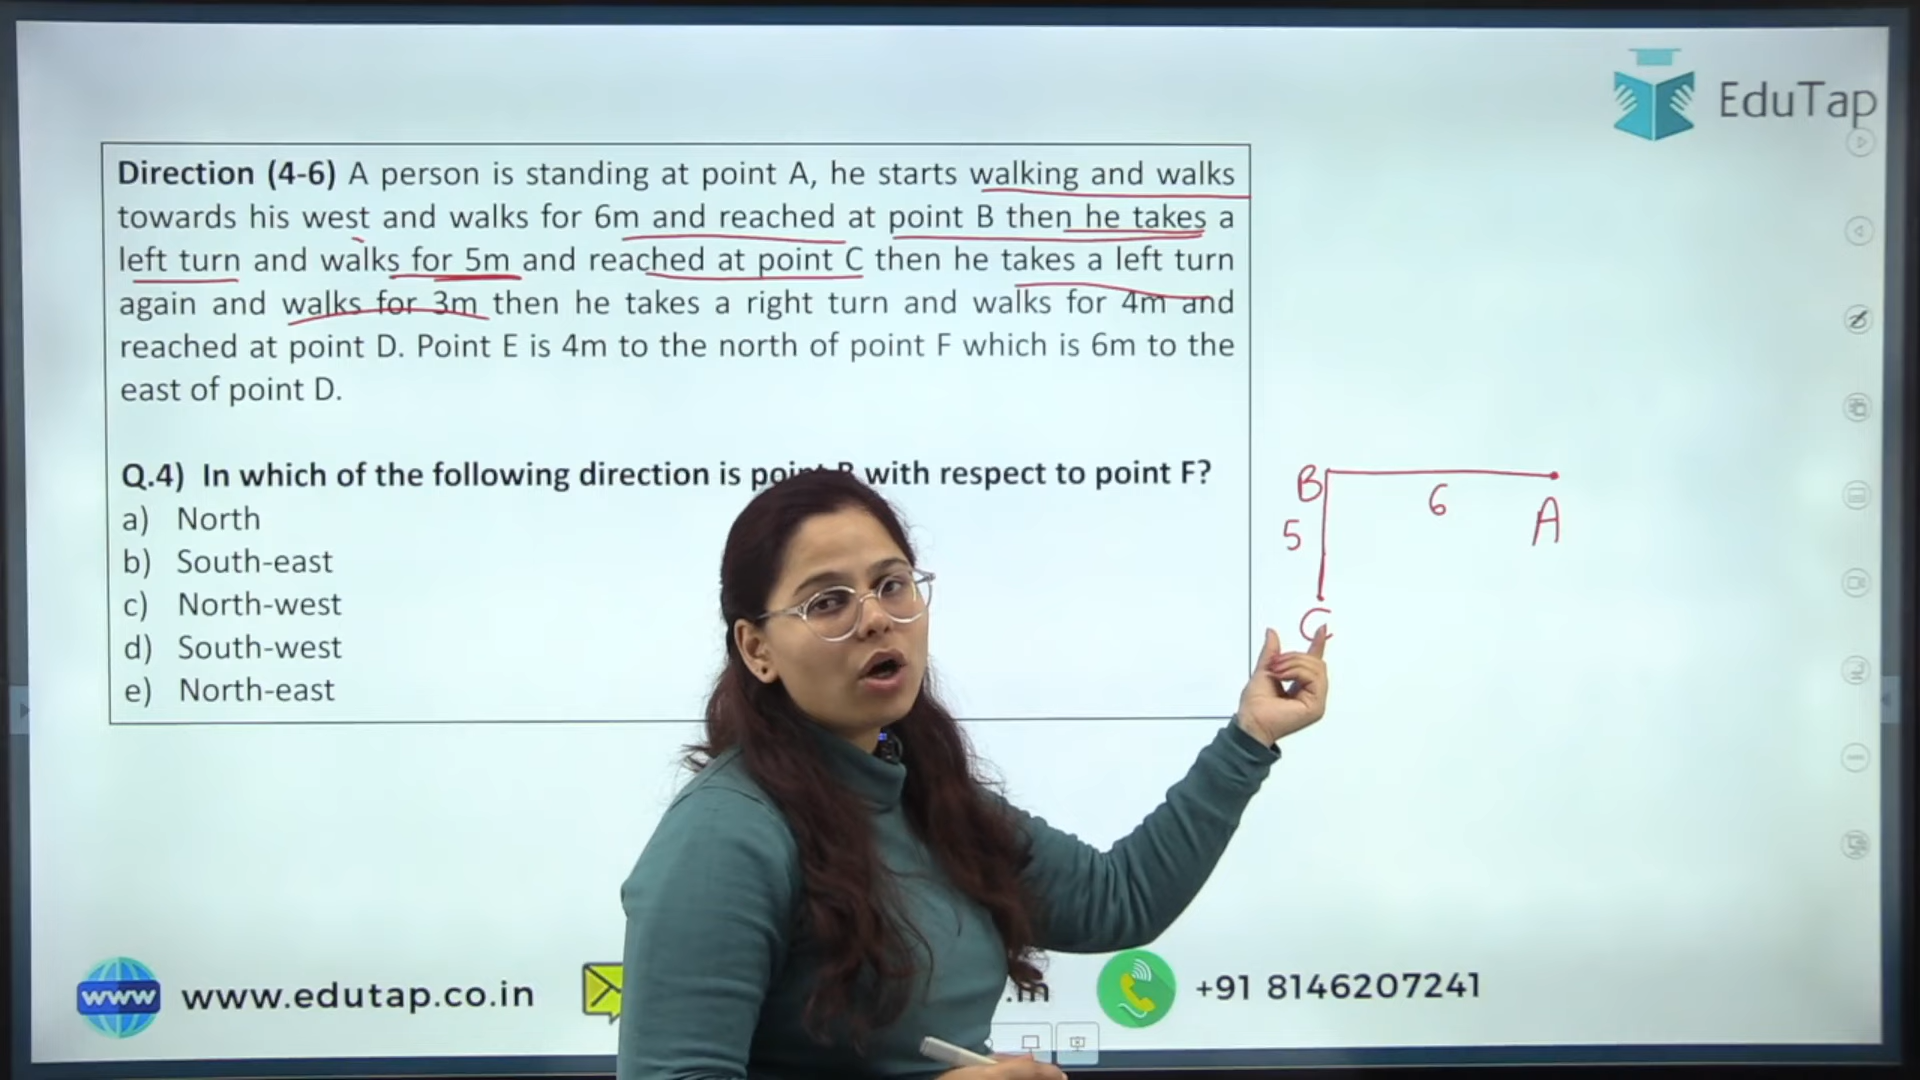 EduTap
Direction (4-6) A person is standing at point A, he starts walking and walks
towards his west and walks for 6m and reached at point B then he takes a
left turn and walks for 5m and reached at point C then he takes a left turn
again and walks for 3m then he takes a right turn and walks for 4m and
reached at point D. Point E is 4m to the north of point F which is 6m to the
east of point D.
Q.4) In which of the following direction is with respect to point F?
a) North
b) South-east
c) North-west
d) South-west
e) North-east
B
6
A
5
C
www
www.edutap.co.in
+91 8146207241